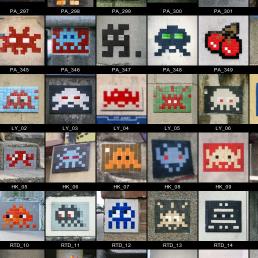 PA_297 PA_298 PA_299 PA_300 PA_301
PA_346 PA_347 PA_348 PA_348 PA_349
LY_02 LY_03 LY_04 LY_05 LY_06
HK_05 HK_06 HK_07 HK_08 HK_09
RTD_10 RTD_11 RTD_12 RTD_13 RTD_14